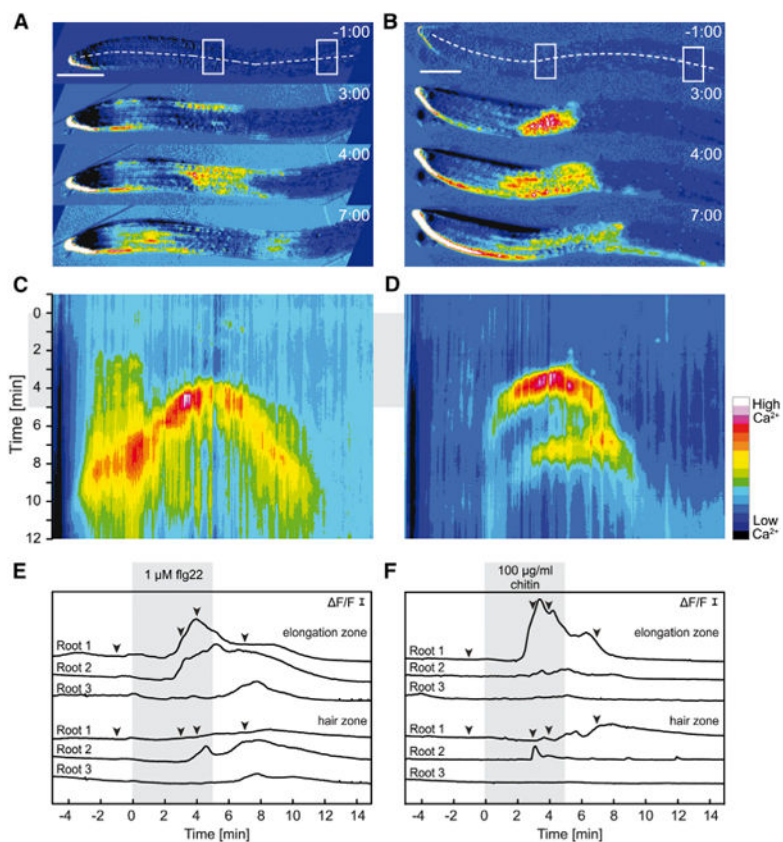 A
-1:00
3:00
4:00
7:00
B
-1:00
3:00
4:00
7:00
C
Time [min]
0
2
4
6
8
10
12
D
High
Ca²⁺
Low
Ca²⁺
E
1 µM flg22
ΔF/F
elongation zone
Root 1
Root 2
Root 3
hair zone
Root 1
Root 2
Root 3
-4 -2 0 2 4 6 8 10 12 14
Time [min]
F
100 µg/ml
chitin
ΔF/F
elongation zone
Root 1
Root 2
Root 3
hair zone
Root 1
Root 2
Root 3
-4 -2 0 2 4 6 8 10 12 14
Time [min]